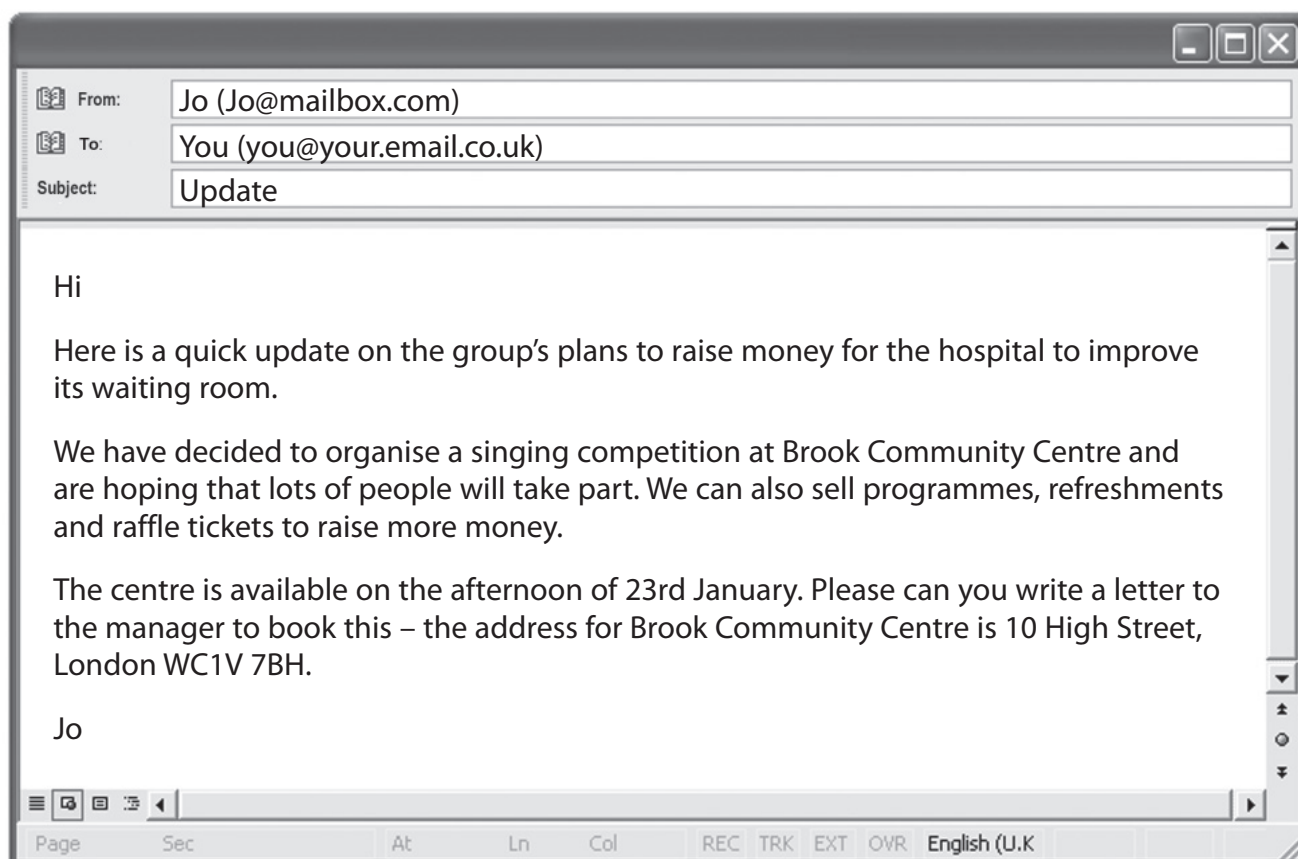 From:
Jo (Jo@mailbox.com)
To:
You (you@your.email.co.uk)
Subject:
Update
Hi
Here is a quick update on the group’s plans to raise money for the hospital to improve
its waiting room.
We have decided to organise a singing competition at Brook Community Centre and
are hoping that lots of people will take part. We can also sell programmes, refreshments
and raffle tickets to raise more money.
The centre is available on the afternoon of 23rd January. Please can you write a letter to
the manager to book this – the address for Brook Community Centre is 10 High Street,
London WC1V 7BH.
Jo
Page Sec At Ln Col REC TRK EXT OVR English (U.K